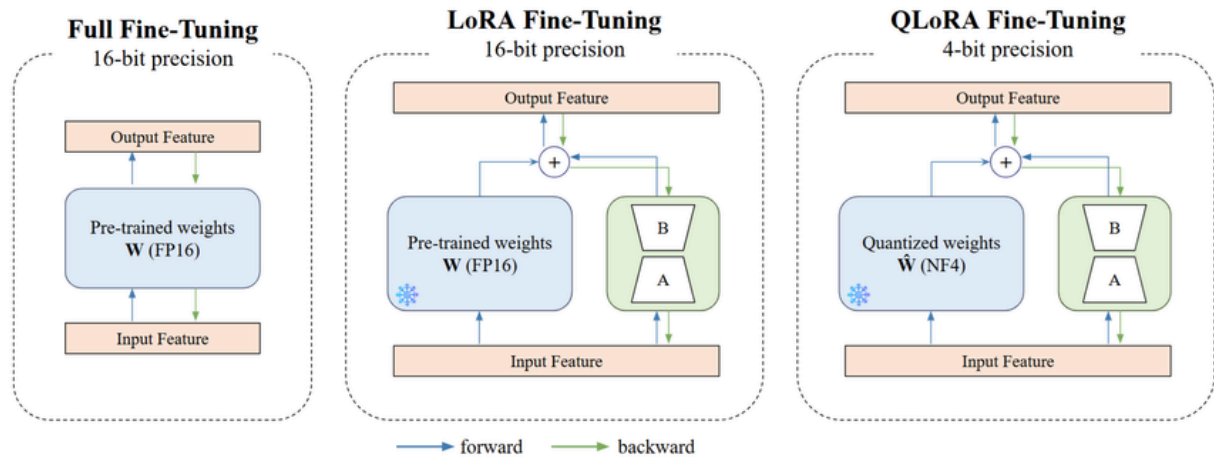 Full Fine-Tuning
16-bit precision
Output Feature
Pre-trained weights
W (FP16)
Input Feature
LoRA Fine-Tuning
16-bit precision
Output Feature
+
Pre-trained weights
W (FP16)
B
A
Input Feature
QLoRA Fine-Tuning
4-bit precision
Output Feature
+
Quantized weights
Ŵ (NF4)
B
A
Input Feature
forward
backward